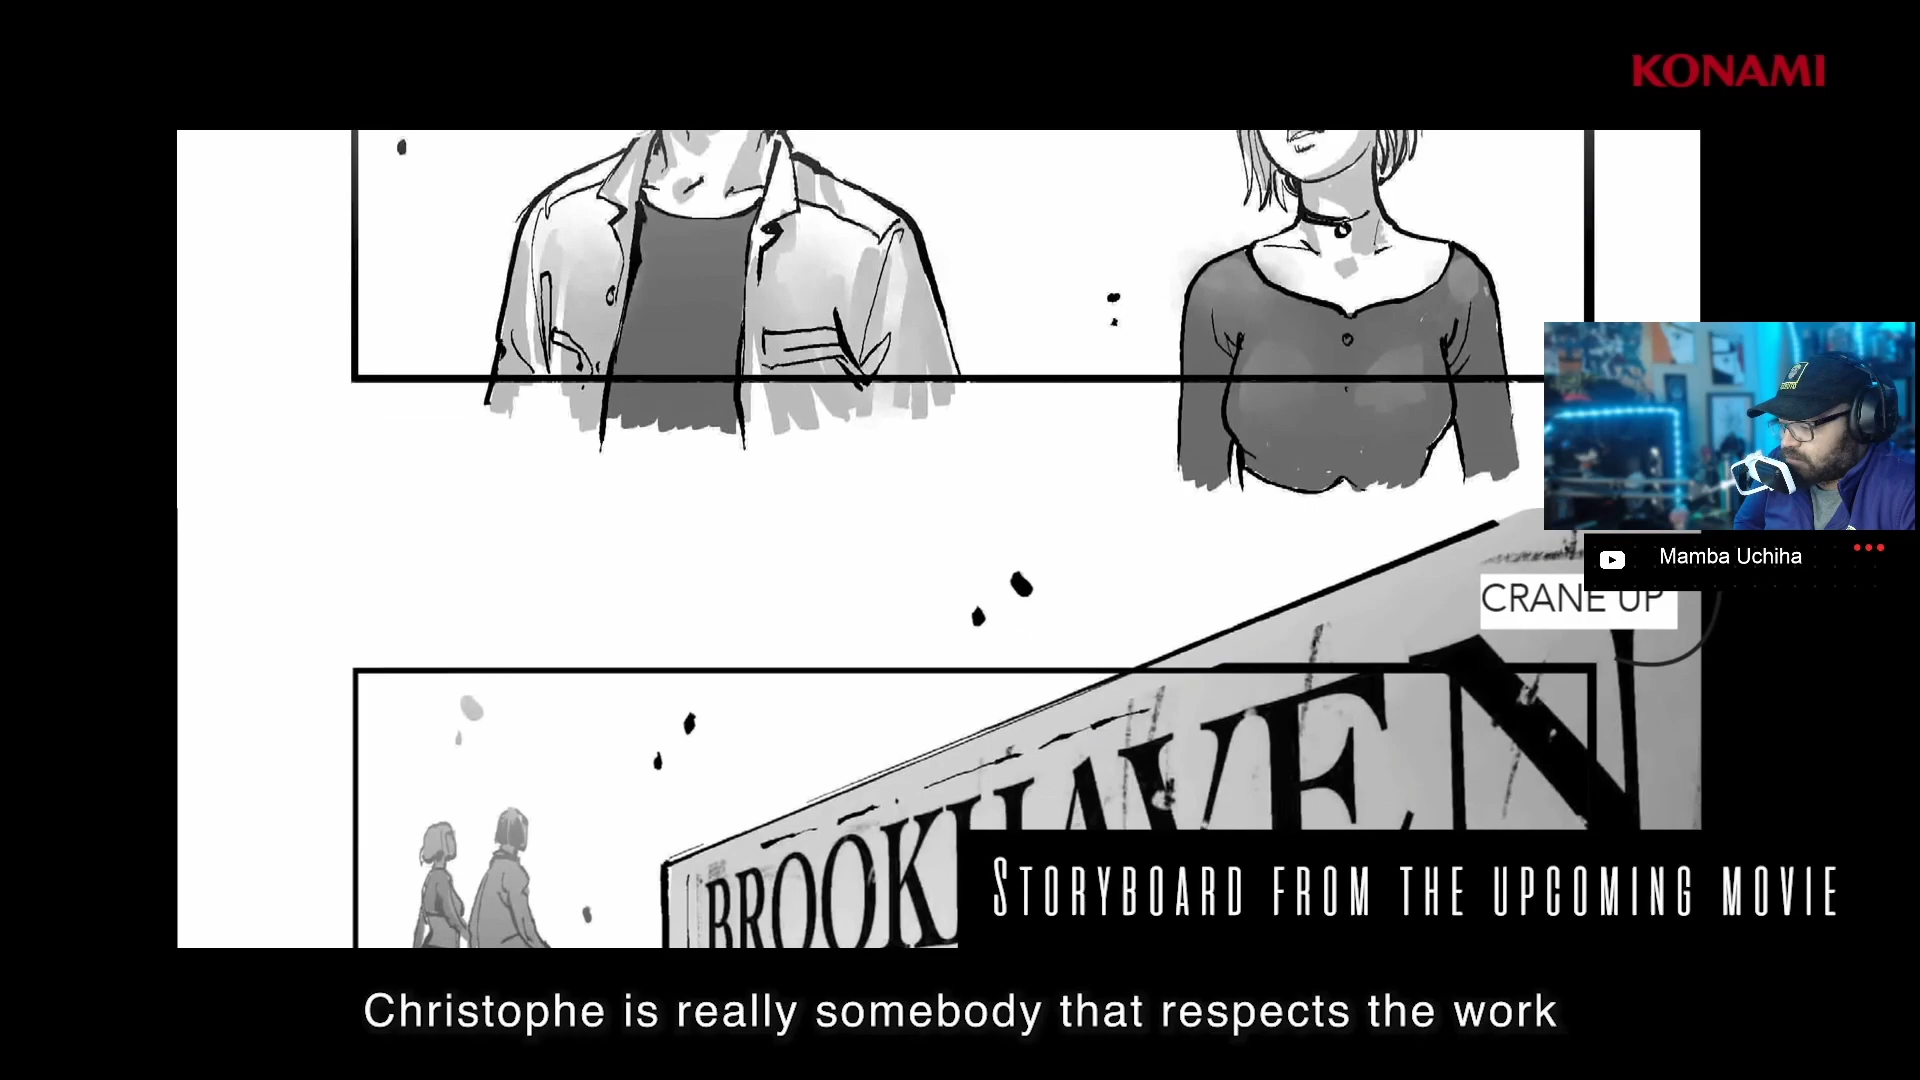 KONAMI
Mamba Uchiha
CRANE UP
BROOKHAVEN
STORYBOARD FROM THE UPCOMING MOVIE
Christophe is really somebody that respects the work